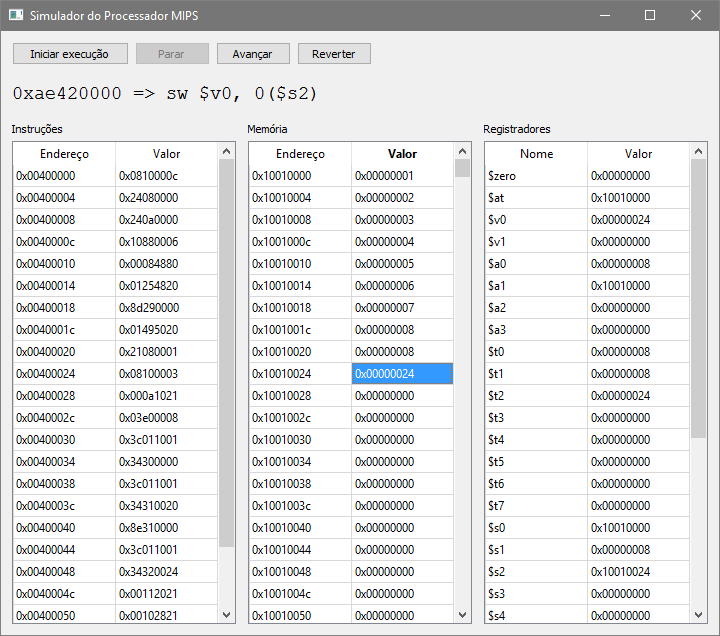 Simulador do Processador MIPS
Iniciar execução Parar Avançar Reverter
0xae420000 => sw $v0, 0($s2)
Instruções Memória Registradores
Endereço Valor Endereço Valor Nome Valor
0x00400000 0x0810000c 0x10010000 0x00000001 $zero 0x00000000
0x00400004 0x24080000 0x10010004 0x00000002 $at 0x10010000
0x00400008 0x240a0000 0x10010008 0x00000003 $v0 0x00000024
0x0040000c 0x10880006 0x1001000c 0x00000004 $v1 0x00000000
0x00400010 0x00084880 0x10010010 0x00000005 $a0 0x00000008
0x00400014 0x01254820 0x10010014 0x00000006 $a1 0x10010000
0x00400018 0x8d290000 0x10010018 0x00000007 $a2 0x00000000
0x0040001c 0x01495020 0x1001001c 0x00000008 $a3 0x00000000
0x00400020 0x21080001 0x10010020 0x00000008 $t0 0x00000008
0x00400024 0x08100003 0x10010024 0x00000024 $t1 0x00000008
0x00400028 0x000a1021 0x10010028 0x00000000 $t2 0x00000024
0x0040002c 0x03e00008 0x1001002c 0x00000000 $t3 0x00000000
0x00400030 0x3c011001 0x10010030 0x00000000 $t4 0x00000000
0x00400034 0x34300000 0x10010034 0x00000000 $t5 0x00000000
0x00400038 0x3c011001 0x10010038 0x00000000 $t6 0x00000000
0x0040003c 0x34310020 0x1001003c 0x00000000 $t7 0x00000000
0x00400040 0x8e310000 0x10010040 0x00000000 $s0 0x10010000
0x00400044 0x3c011001 0x10010044 0x00000000 $s1 0x00000008
0x00400048 0x34320024 0x10010048 0x00000000 $s2 0x10010024
0x0040004c 0x00112021 0x1001004c 0x00000000 $s3 0x00000000
0x00400050 0x00102821 0x10010050 0x00000000 $s4 0x00000000